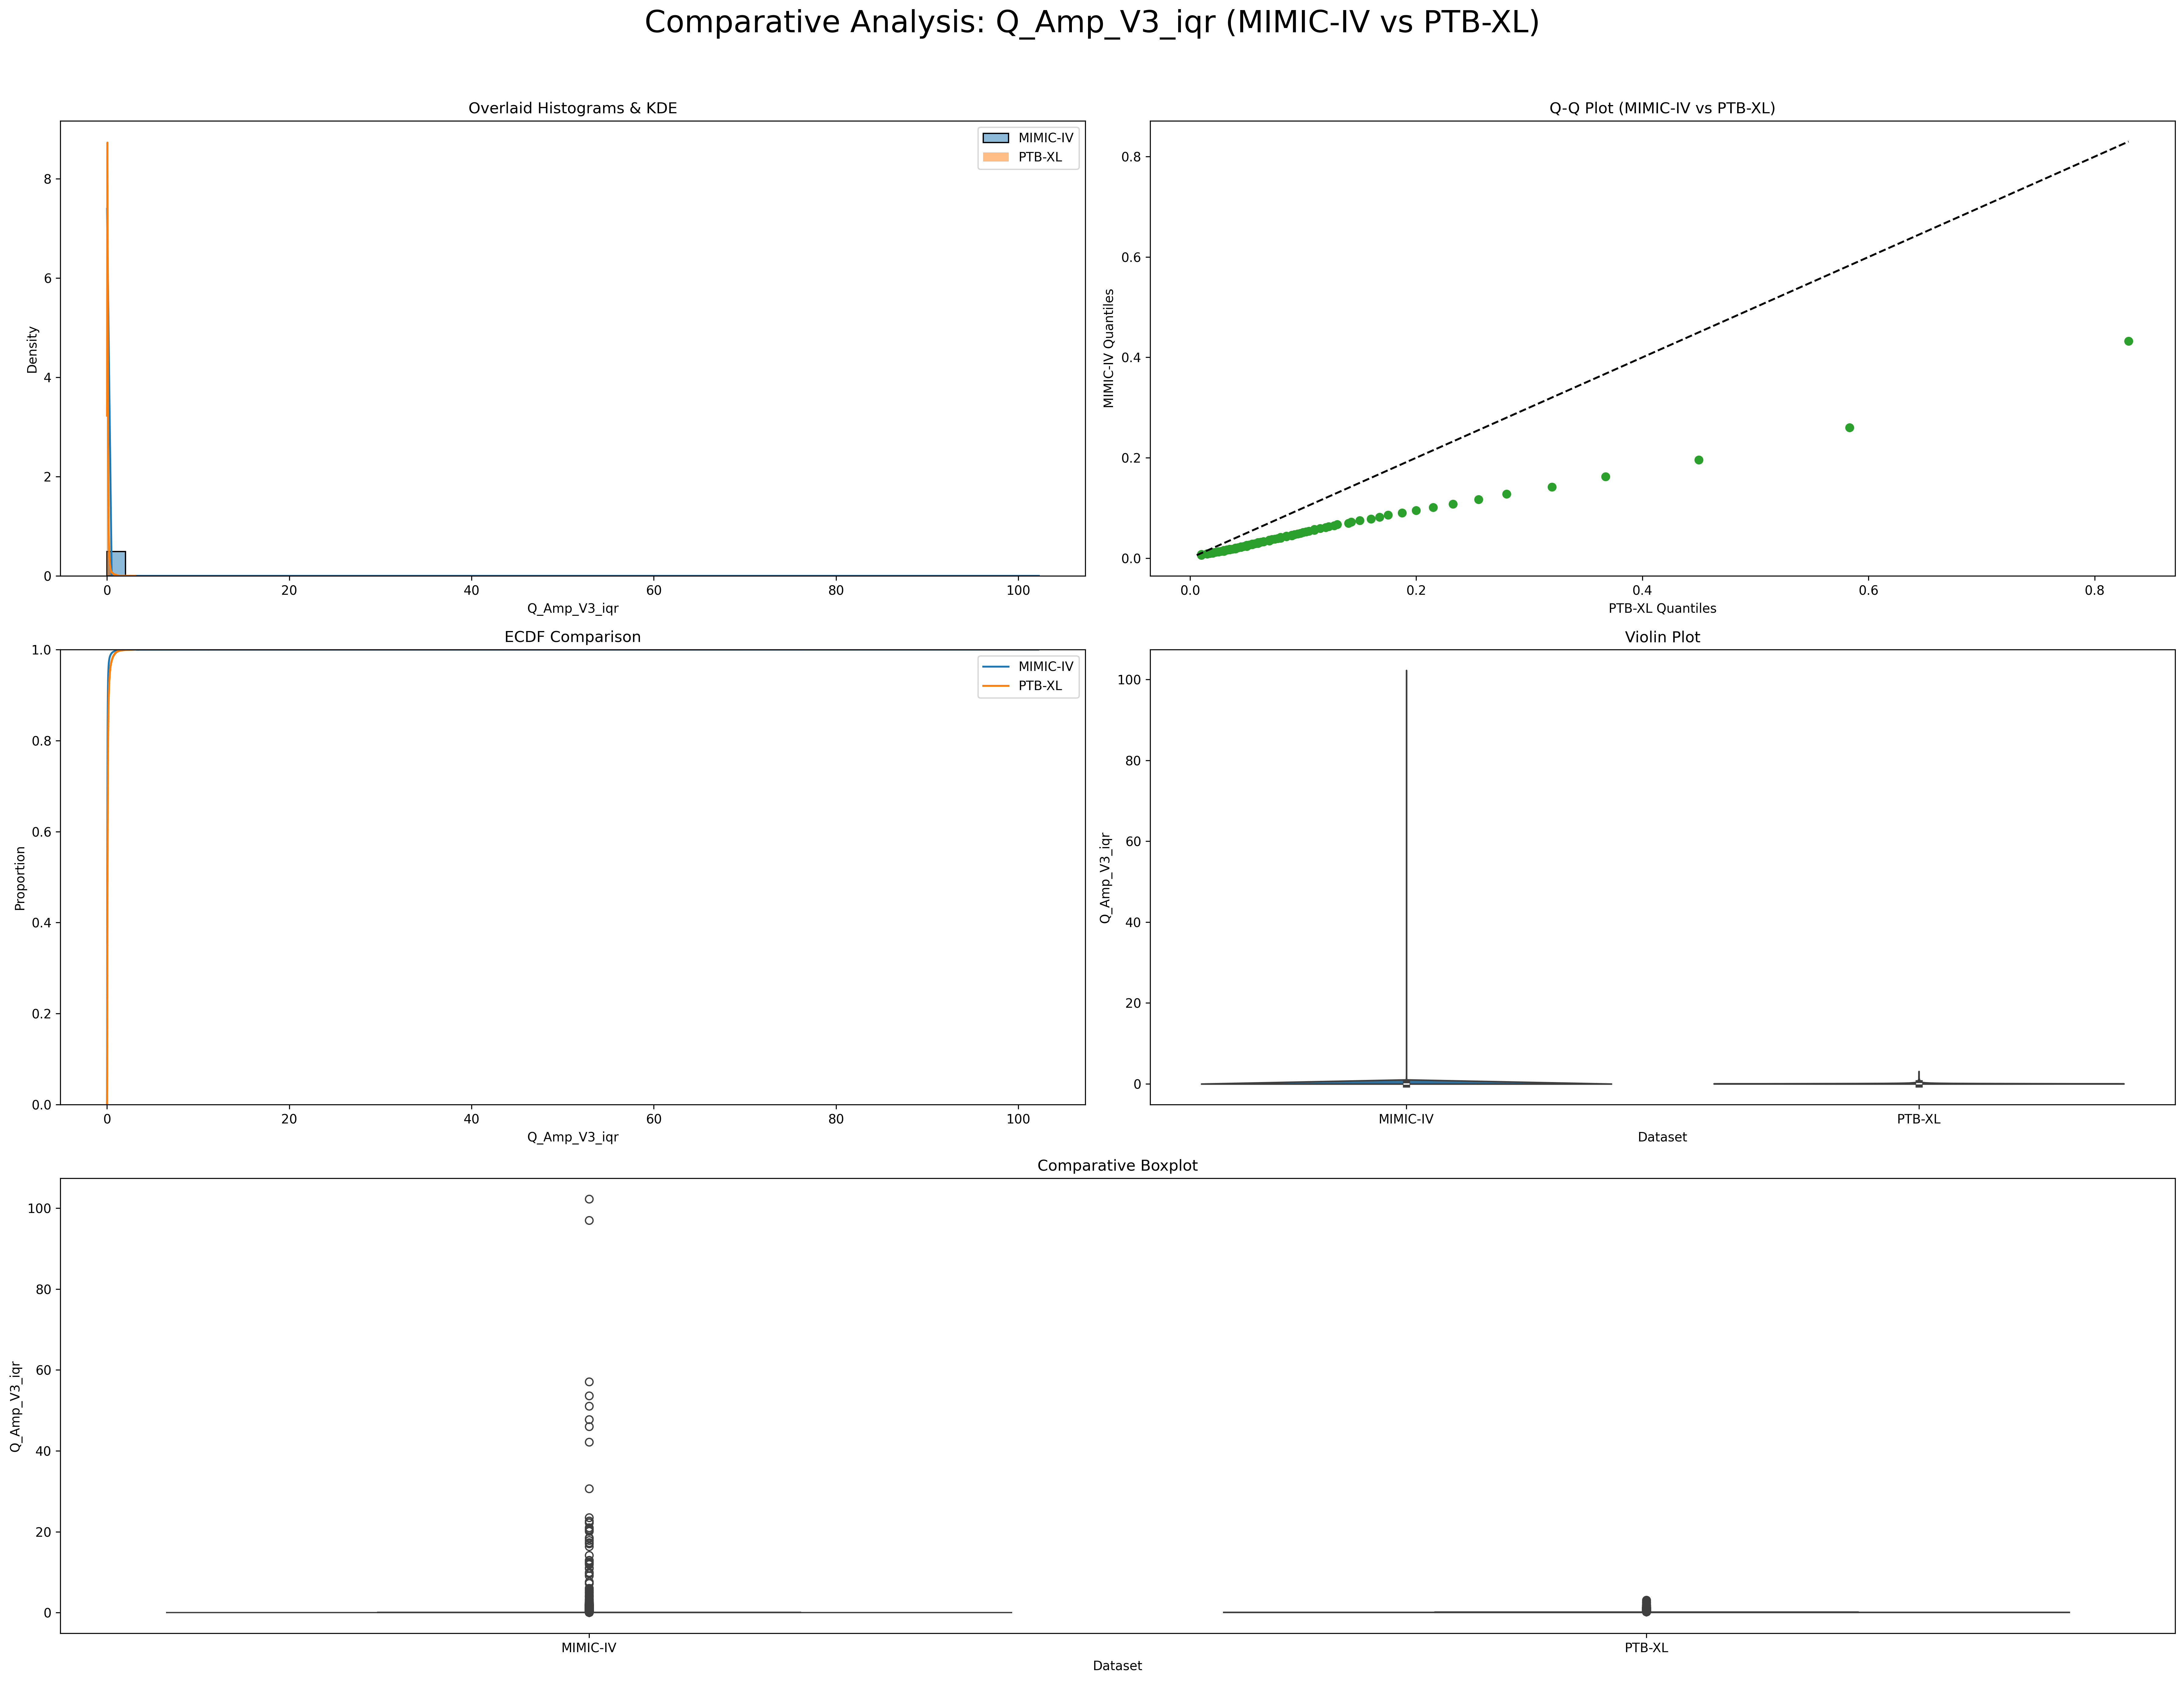 Comparative Analysis: Q_Amp_V3_iqr (MIMIC-IV vs PTB-XL)
Overlaid Histograms & KDE
MIMIC-IV
PTB-XL
8
6
4
2
0
Density
0 20 40 60 80 100
Q_Amp_V3_iqr
Q-Q Plot (MIMIC-IV vs PTB-XL)
0.8
0.6
0.4
0.2
0.0
MIMIC-IV Quantiles
0.0 0.2 0.4 0.6 0.8
PTB-XL Quantiles
ECDF Comparison
MIMIC-IV
PTB-XL
1.0
0.8
0.6
0.4
0.2
0.0
Proportion
0 20 40 60 80 100
Q_Amp_V3_iqr
Violin Plot
100
80
60
40
20
0
Q_Amp_V3_iqr
MIMIC-IV PTB-XL
Dataset
Comparative Boxplot
100
80
60
40
20
0
Q_Amp_V3_iqr
MIMIC-IV PTB-XL
Dataset